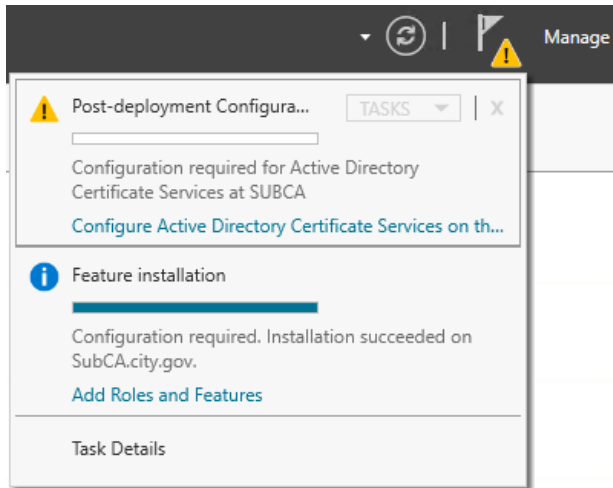 Manage
Post-deployment Configura...
TASKS
X
Configuration required for Active Directory
Certificate Services at SUBCA
Configure Active Directory Certificate Services on th...
Feature installation
Configuration required. Installation succeeded on
SubCA.city.gov.
Add Roles and Features
Task Details